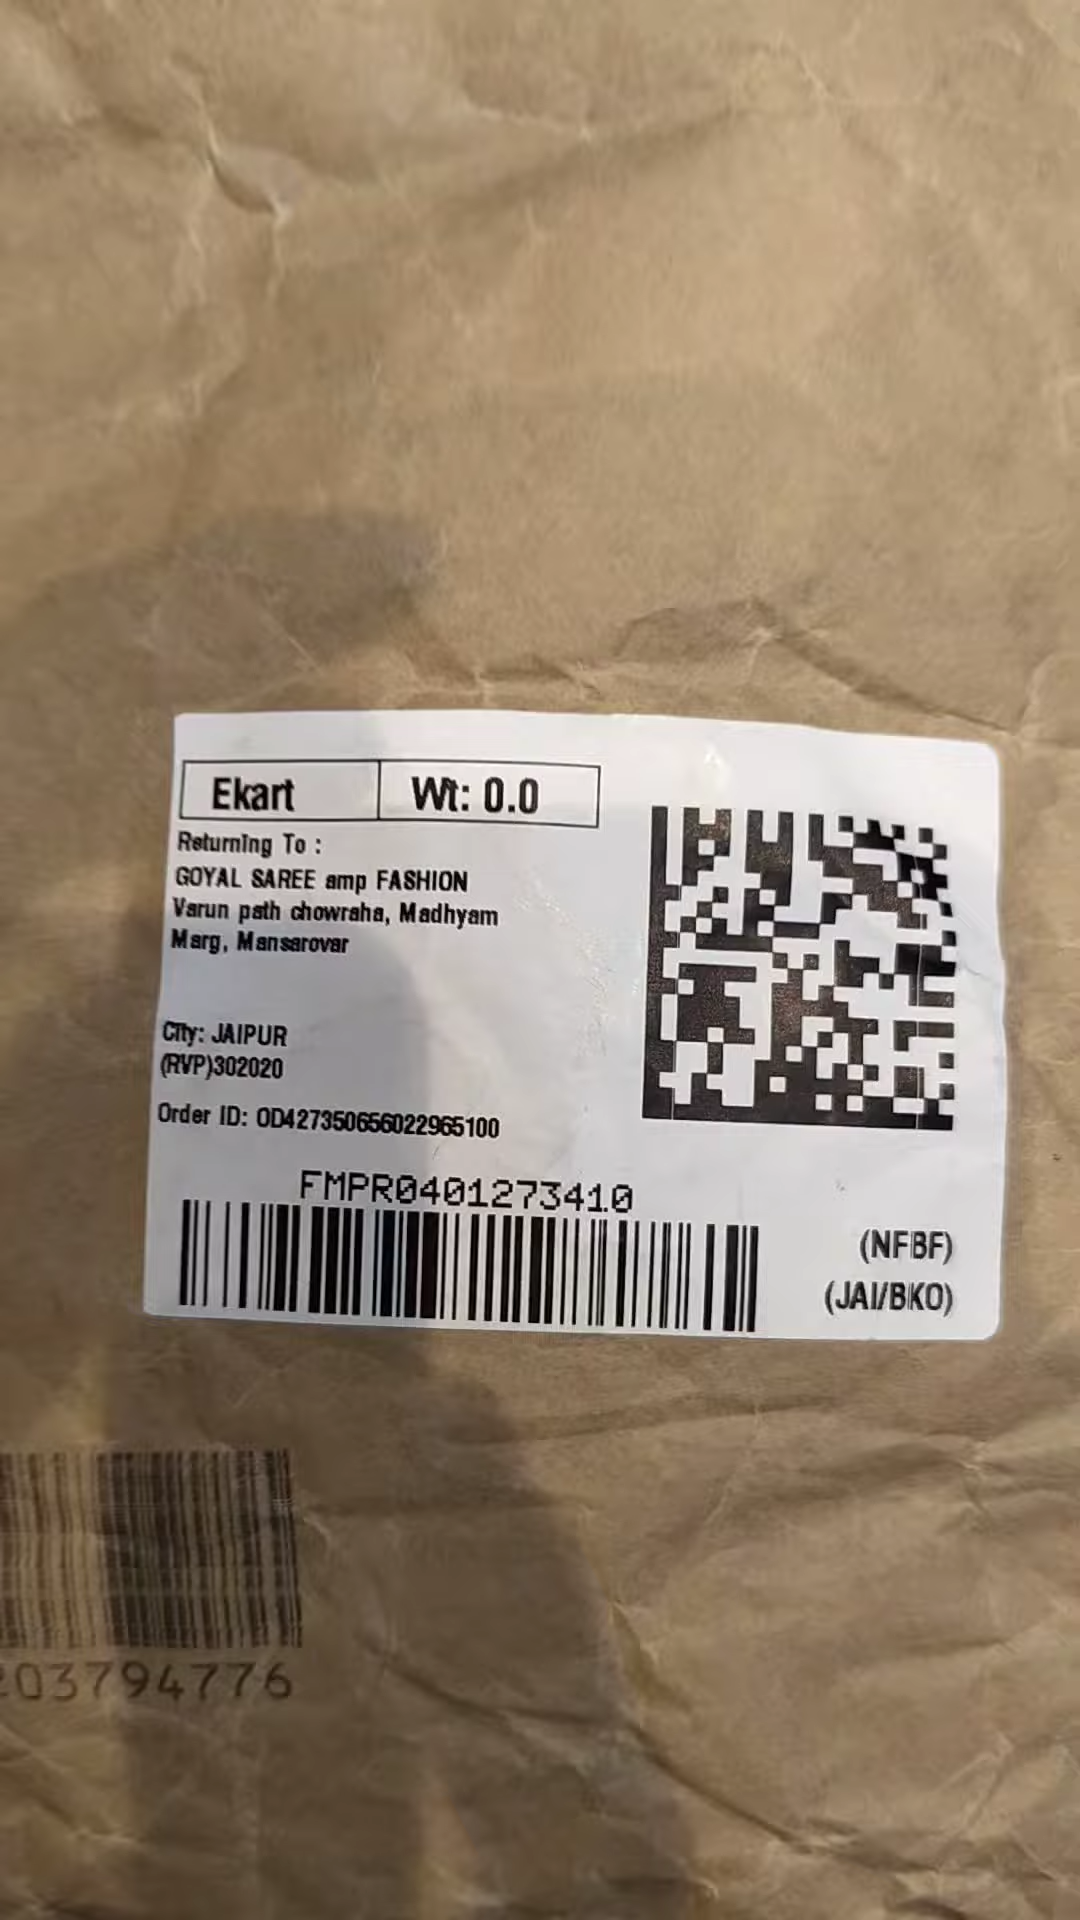 Ekart
Wt: 0.0
Returning To :
GOYAL SAREE amp FASHION
Varun path chowraha, Madhyam
Marg, Mansarovar
City: JAIPUR
(RVP)302020
Order ID: OD427350656022965100
FMPR0401273410
(NFBF)
(JAI/BKO)
203794776